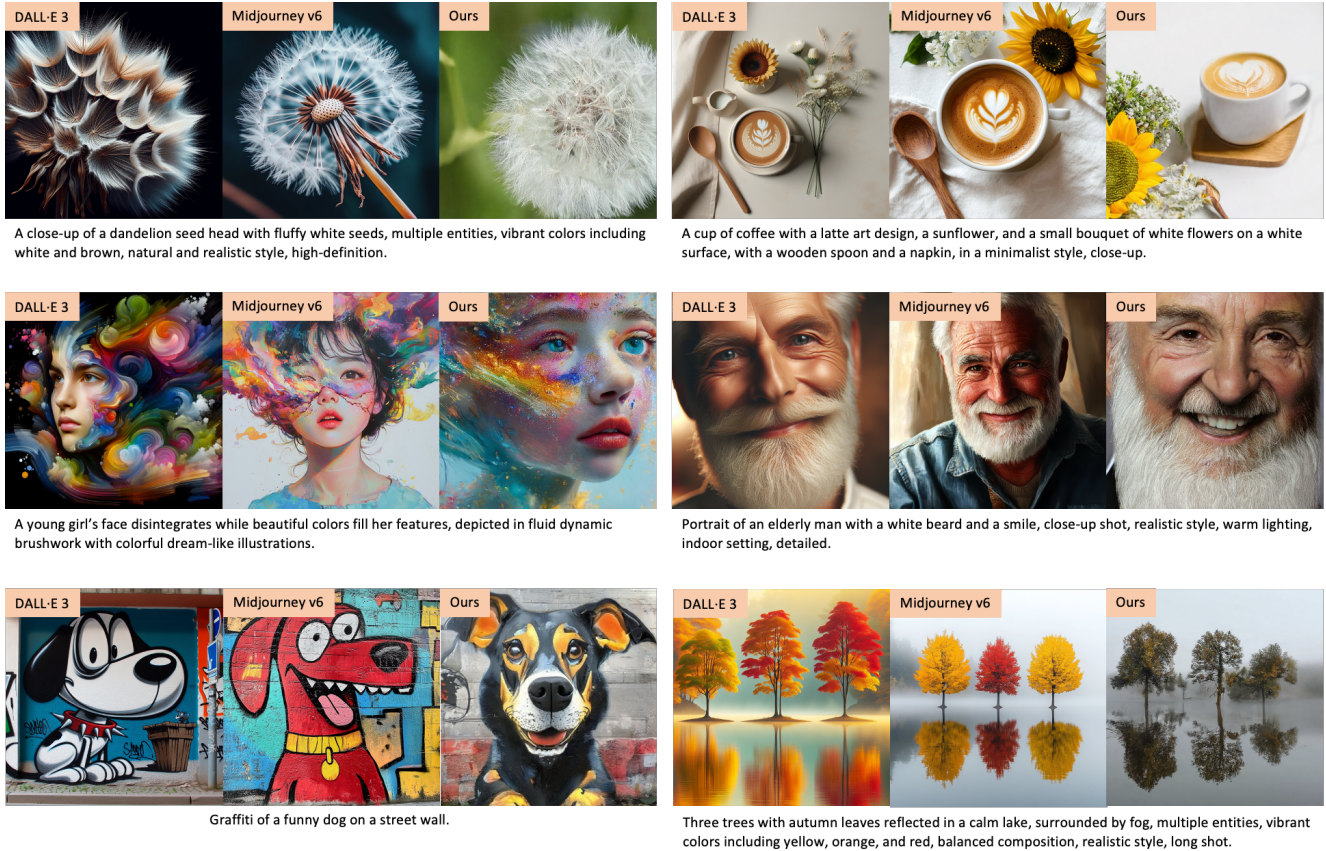 DALL·E 3
Midjourney v6
Ours
A close-up of a dandelion seed head with fluffy white seeds, multiple entities, vibrant colors including
white and brown, natural and realistic style, high-definition.
DALL·E 3
Midjourney v6
Ours
A cup of coffee with a latte art design, a sunflower, and a small bouquet of white flowers on a white
surface, with a wooden spoon and a napkin, in a minimalist style, close-up.
DALL·E 3
Midjourney v6
Ours
A young girl’s face disintegrates while beautiful colors fill her features, depicted in fluid dynamic
brushwork with colorful dream-like illustrations.
DALL·E 3
Midjourney v6
Ours
Portrait of an elderly man with a white beard and a smile, close-up shot, realistic style, warm lighting,
indoor setting, detailed.
DALL·E 3
Midjourney v6
Ours
Graffiti of a funny dog on a street wall.
DALL·E 3
Midjourney v6
Ours
Three trees with autumn leaves reflected in a calm lake, surrounded by fog, multiple entities, vibrant
colors including yellow, orange, and red, balanced composition, realistic style, long shot.